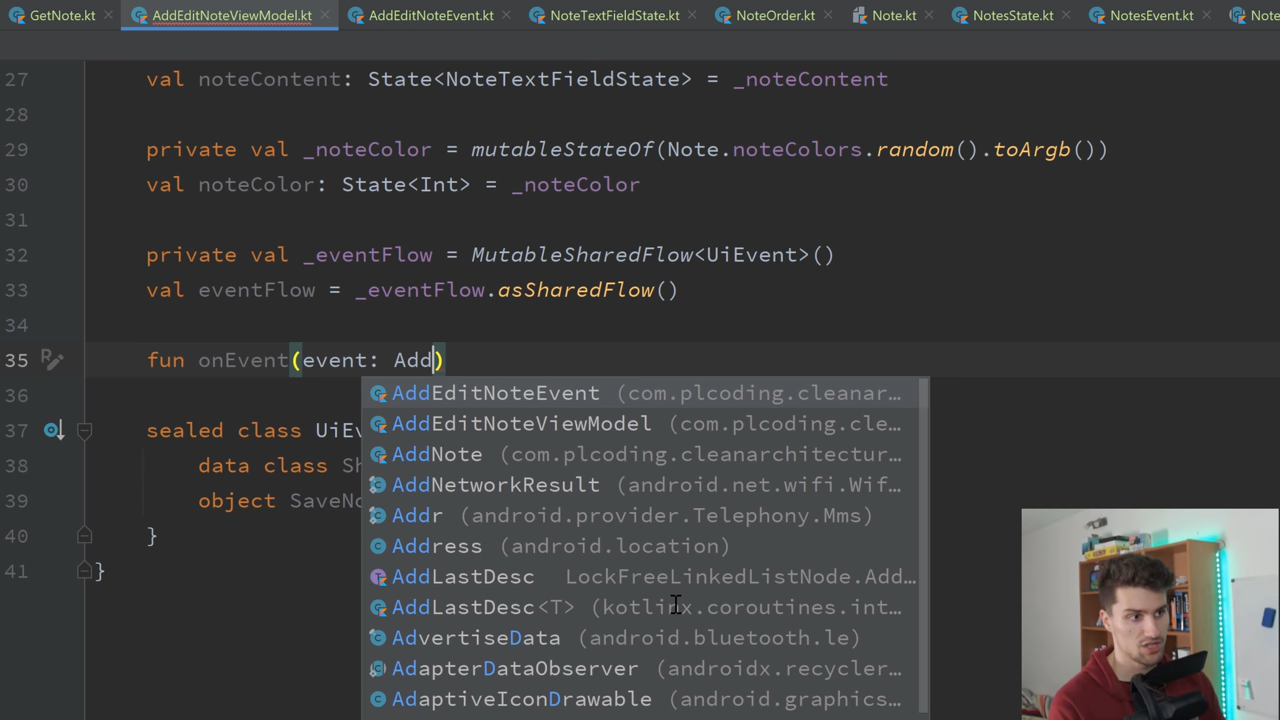 GetNote.kt AddEditNoteViewModel.kt AddEditNoteEvent.kt NoteTextFieldState.kt NoteOrder.kt Note.kt NotesState.kt NotesEvent.kt Note
27 val noteContent: State<NoteTextFieldState> = _noteContent
28
29 private val _noteColor = mutableStateOf(Note.noteColors.random().toArgb())
30 val noteColor: State<Int> = _noteColor
31
32 private val _eventFlow = MutableSharedFlow<UiEvent>()
33 val eventFlow = _eventFlow.asSharedFlow()
34
35 fun onEvent(event: Add)
36
AddEditNoteEvent (com.plcoding.cleanar…
37 sealed class UiEv
AddEditNoteViewModel (com.plcoding.cle…
38 data class Sh
AddNote (com.plcoding.cleanarchitectur…
39 object SaveNo
AddNetworkResult (android.net.wifi.Wif…
40 }
Addr (android.provider.Telephony.Mms)
Address (android.location)
41 }
AddLastDesc LockFreeLinkedListNode.Add…
AddLastDesc<T> (kotlinx.coroutines.int…
AdvertiseData (android.bluetooth.le)
AdapterDataObserver (androidx.recycler…
AdaptiveIconDrawable (android.graphics…